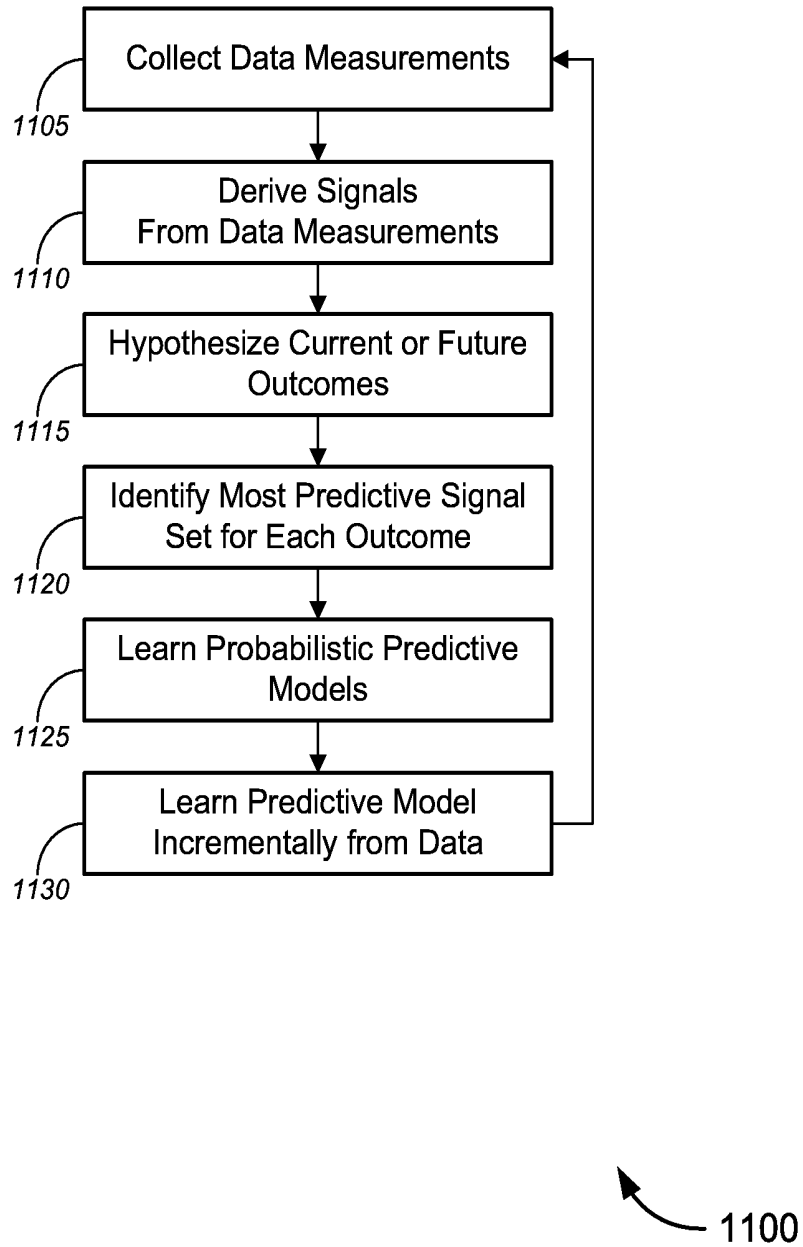 Collect Data Measurements
1105
Derive Signals
From Data Measurements
1110
Hypothesize Current or Future
Outcomes
1115
Identify Most Predictive Signal
Set for Each Outcome
1120
Learn Probabilistic Predictive
Models
1125
Learn Predictive Model
Incrementally from Data
1130
1100